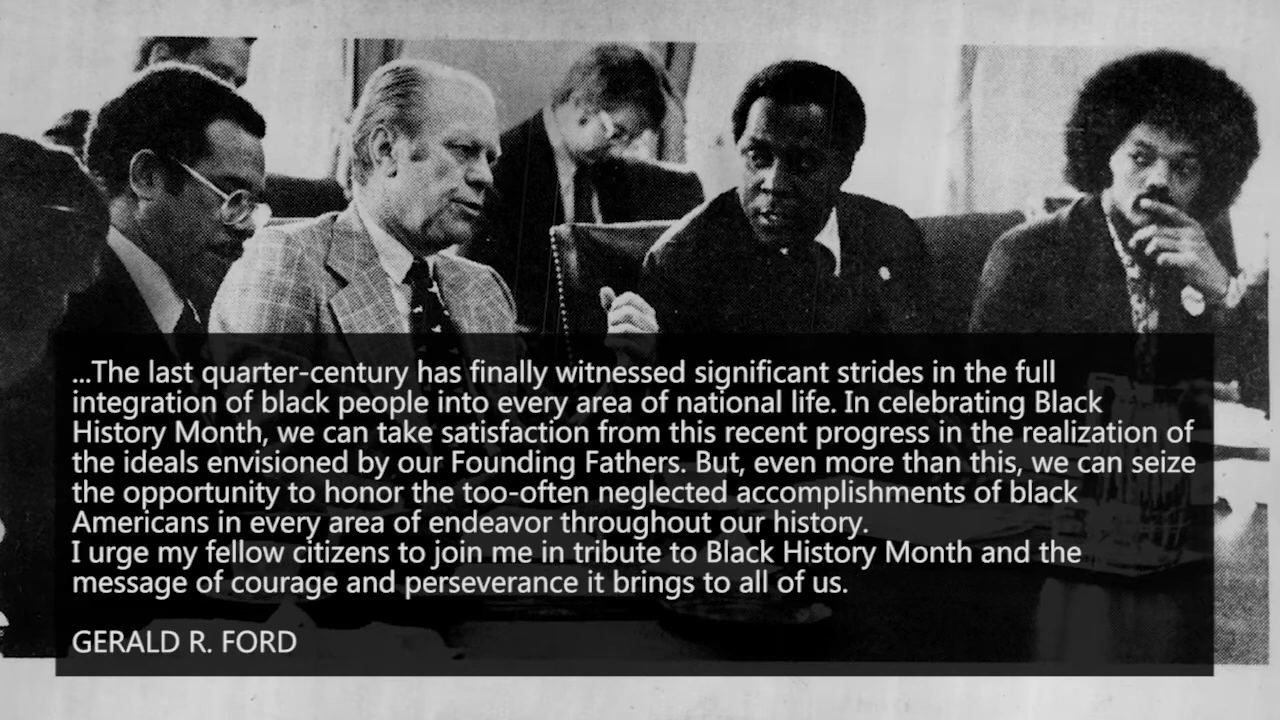 ...The last quarter-century has finally witnessed significant strides in the full
integration of black people into every area of national life. In celebrating Black
History Month, we can take satisfaction from this recent progress in the realization of
the ideals envisioned by our Founding Fathers. But, even more than this, we can seize
the opportunity to honor the too-often neglected accomplishments of black
Americans in every area of endeavor throughout our history.
I urge my fellow citizens to join me in tribute to Black History Month and the
message of courage and perseverance it brings to all of us.
GERALD R. FORD